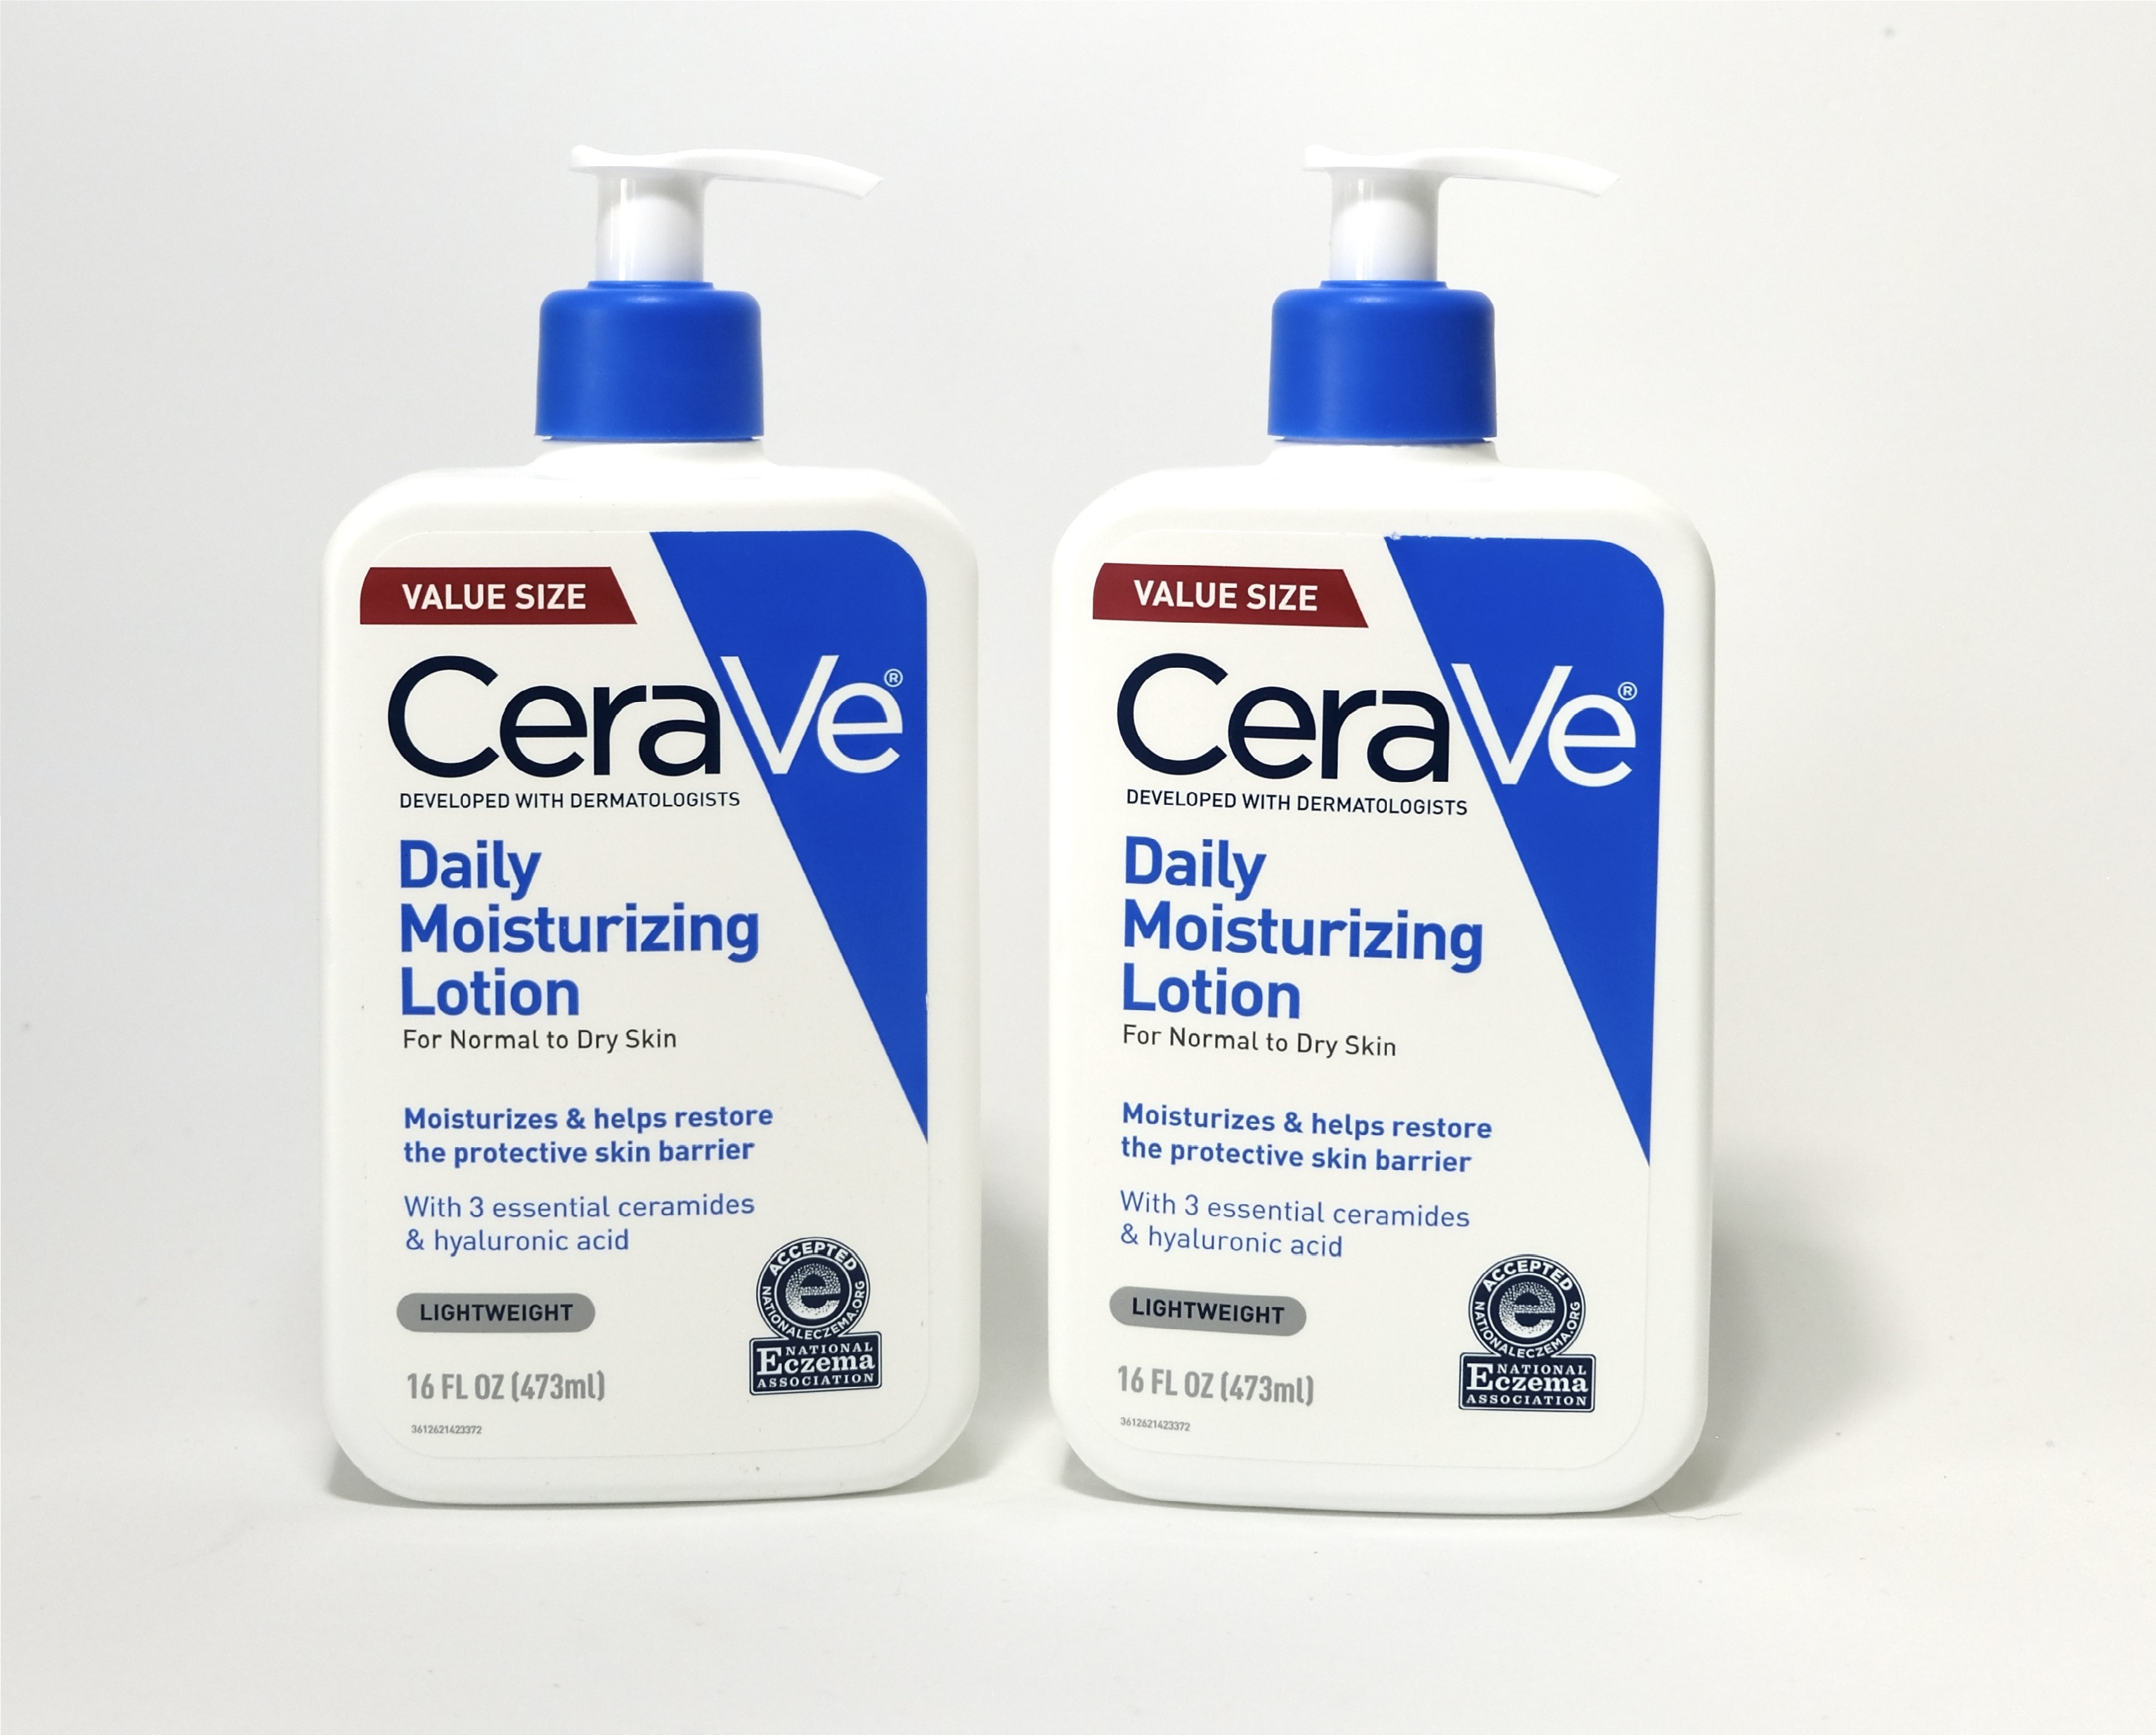 VALUE SIZE
CeraVe®
DEVELOPED WITH DERMATOLOGISTS
Daily
Moisturizing
Lotion
For Normal to Dry Skin
Moisturizes & helps restore
the protective skin barrier
With 3 essential ceramides
& hyaluronic acid
LIGHTWEIGHT
16 FL OZ (473ml)
3612621423372
ACCEPTED
e
NATIONALECZEMA.ORG
NATIONAL
Eczema
ASSOCIATION
VALUE SIZE
CeraVe®
DEVELOPED WITH DERMATOLOGISTS
Daily
Moisturizing
Lotion
For Normal to Dry Skin
Moisturizes & helps restore
the protective skin barrier
With 3 essential ceramides
& hyaluronic acid
LIGHTWEIGHT
16 FL OZ (473ml)
3612621423372
ACCEPTED
e
NATIONALECZEMA.ORG
NATIONAL
Eczema
ASSOCIATION